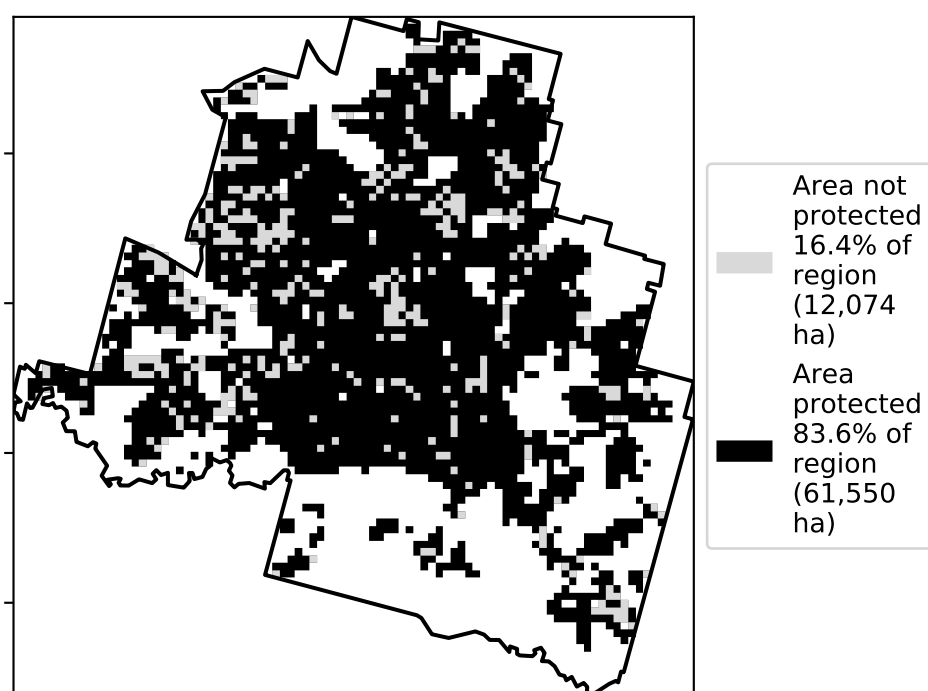 Area not
protected
16.4% of
region
(12,074
ha)
Area
protected
83.6% of
region
(61,550
ha)